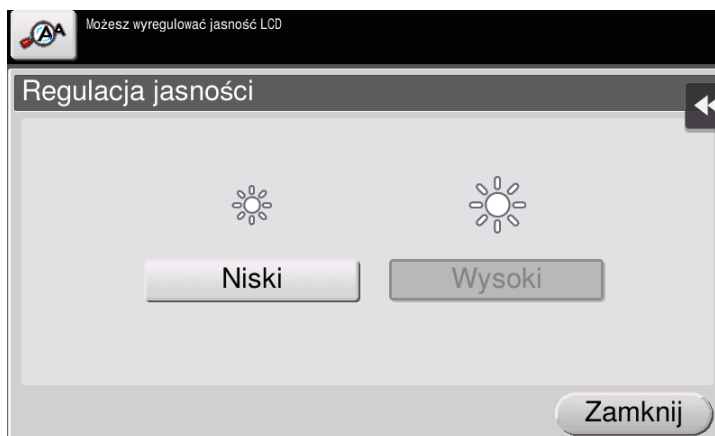 Możesz wyregulować jasność LCD
Regulacja jasności
Niski
Wysoki
Zamknij